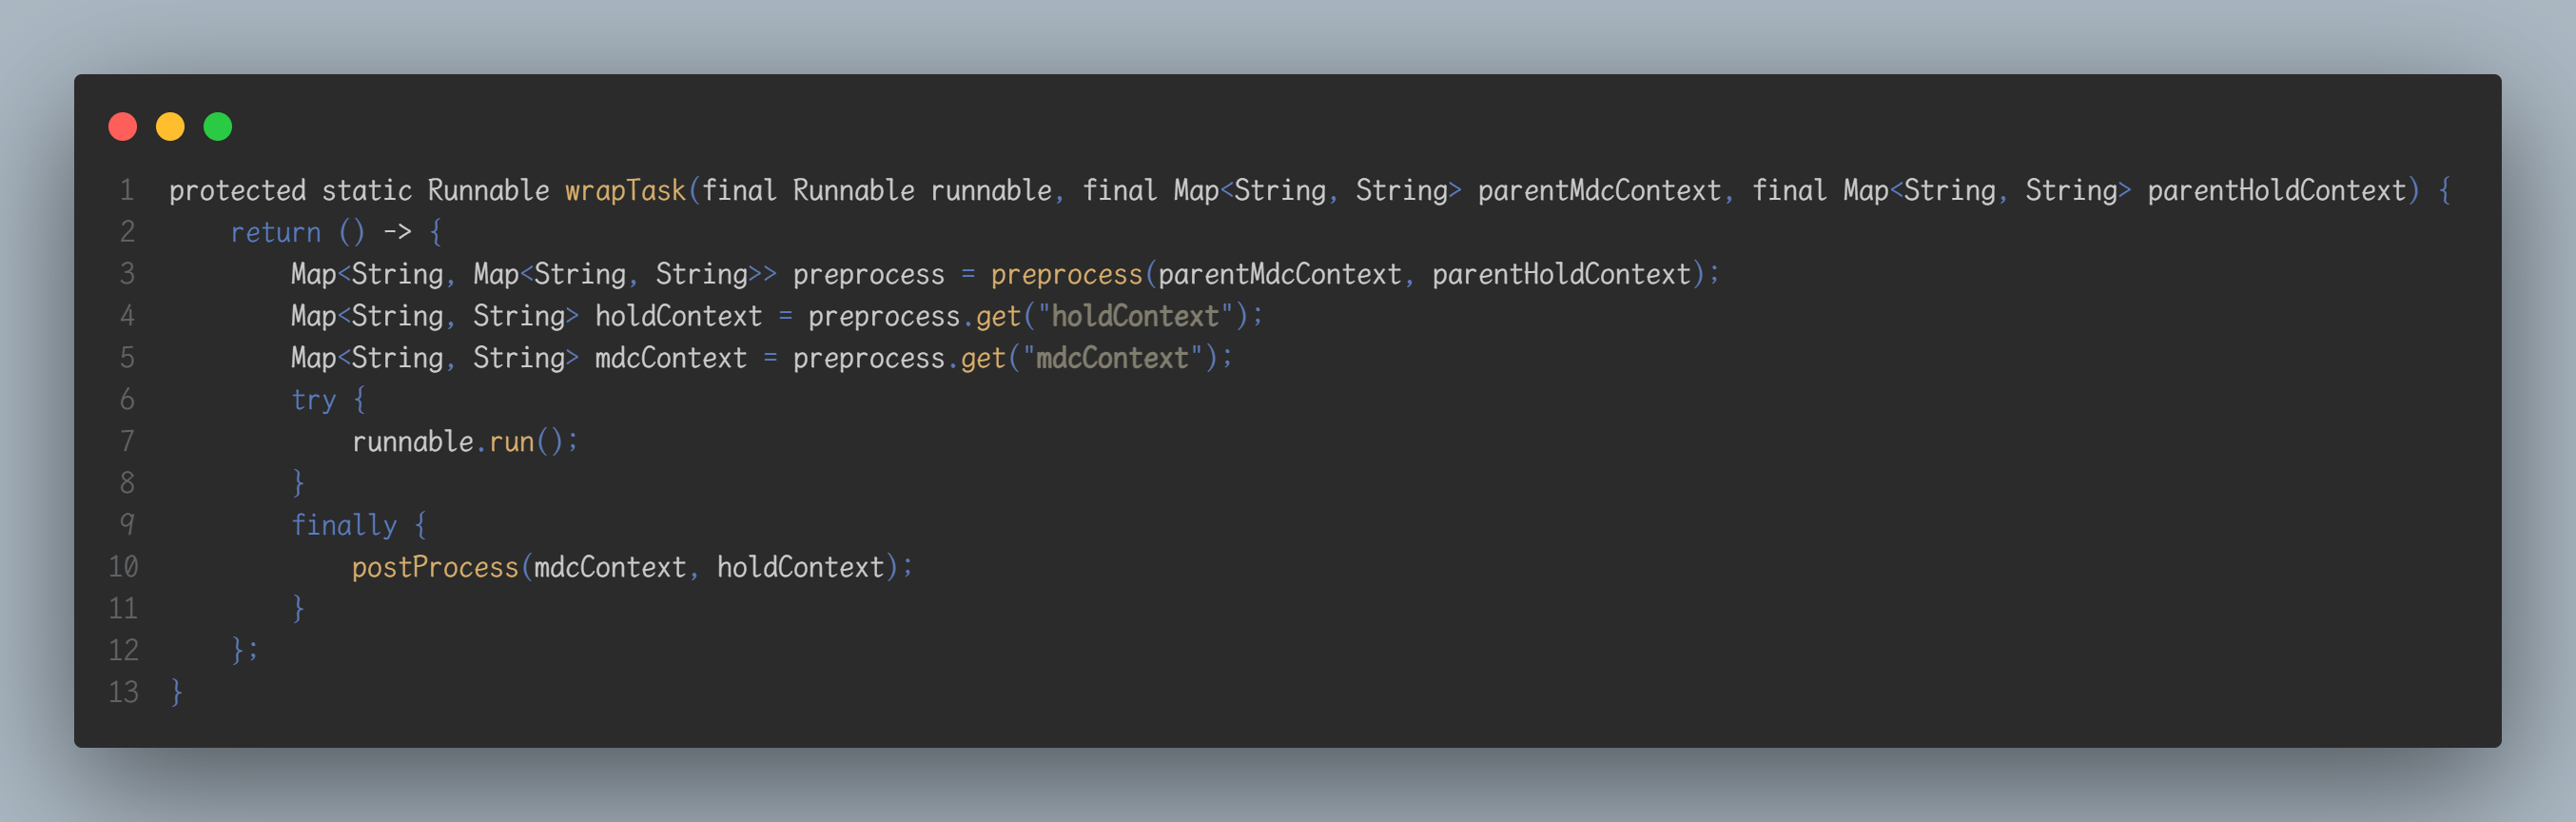 1 protected static Runnable wrapTask(final Runnable runnable, final Map<String, String> parentMdcContext, final Map<String, String> parentHoldContext) {
2     return () -> {
3         Map<String, Map<String, String>> preprocess = preprocess(parentMdcContext, parentHoldContext);
4         Map<String, String> holdContext = preprocess.get("holdContext");
5         Map<String, String> mdcContext = preprocess.get("mdcContext");
6         try {
7             runnable.run();
8         }
9         finally {
10             postProcess(mdcContext, holdContext);
11         }
12     };
13 }